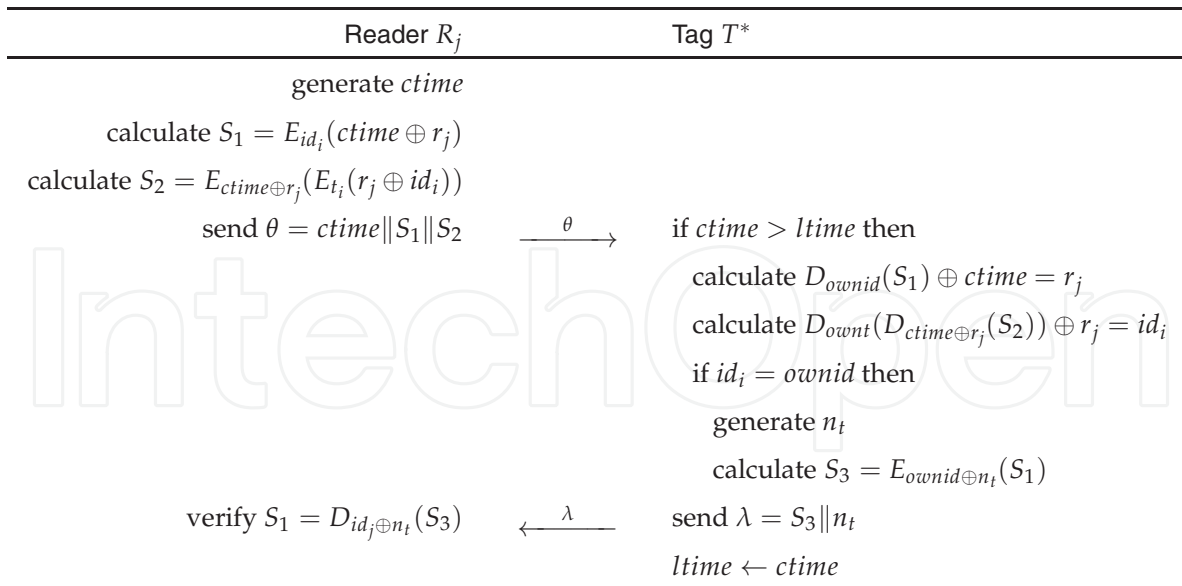 Reader R_j Tag T*
generate ctime
calculate S_1 = E_{id_i}(ctime ⊕ r_j)
calculate S_2 = E_{ctime⊕r_j}(E_{t_i}(r_j ⊕ id_i))
send θ = ctime‖S_1‖S_2 θ if ctime > ltime then
calculate D_{ownid}(S_1) ⊕ ctime = r_j
calculate D_{ownt}(D_{ctime⊕r_j}(S_2)) ⊕ r_j = id_i
if id_i = ownid then
generate n_t
calculate S_3 = E_{ownid⊕n_t}(S_1)
verify S_1 = D_{id_j⊕n_t}(S_3) λ send λ = S_3‖n_t
ltime ← ctime
IntechOpen